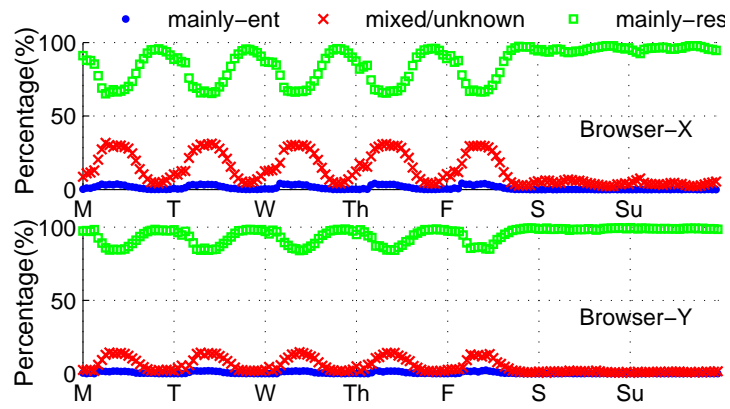 mainly-ent mixed/unknown mainly-res
Percentage(%)
100
50
0
Browser-X
M T W Th F S Su
Percentage(%)
100
50
0
Browser-Y
M T W Th F S Su